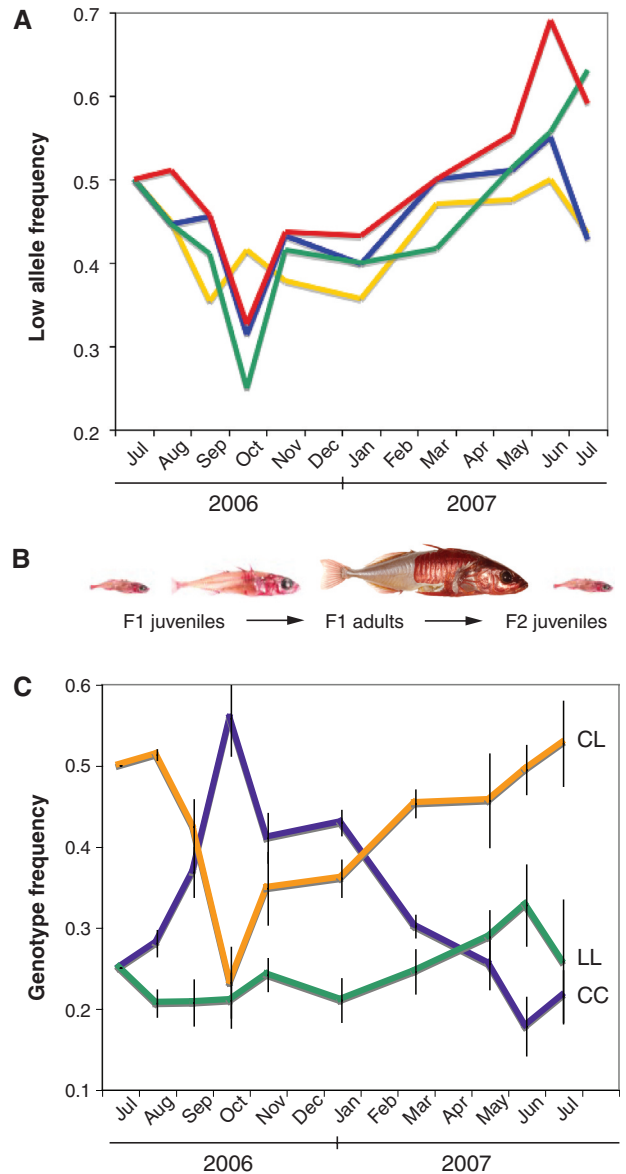 A
Low allele frequency
0.7
0.6
0.5
0.4
0.3
0.2
Jul Aug Sep Oct Nov Dec Jan Feb Mar Apr May Jun Jul
2006 2007
B
F1 juveniles F1 adults F2 juveniles
C
Genotype frequency
0.6
0.5
0.4
0.3
0.2
0.1
CL
LL
CC
Jul Aug Sep Oct Nov Dec Jan Feb Mar Apr May Jun Jul
2006 2007